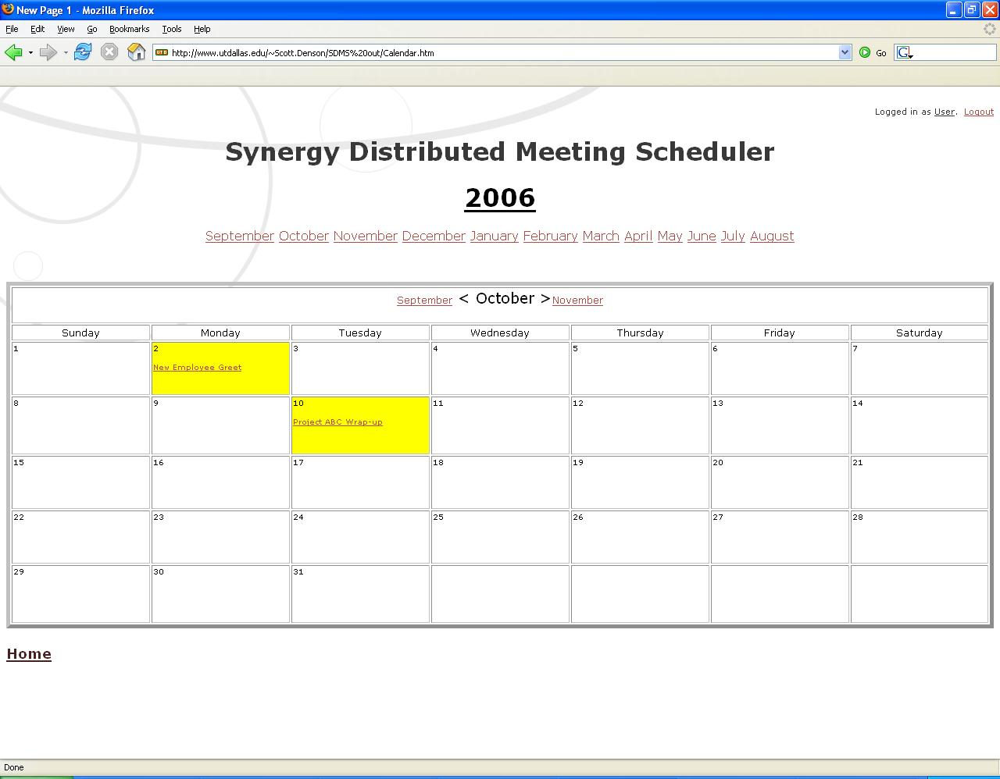 New Page 1 - Mozilla Firefox
File Edit View Go Bookmarks Tools Help
UTD http://www.utdallas.edu/~Scott.Denson/SDMS%20out/Calendar.htm Go G
Logged in as User. Logout
Synergy Distributed Meeting Scheduler
2006
September October November December January February March April May June July August
September < October >November
Sunday Monday Tuesday Wednesday Thursday Friday Saturday
1 2 3 4 5 6 7
New Employee Greet
8 9 10 11 12 13 14
Project ABC Wrap-up
15 16 17 18 19 20 21
22 23 24 25 26 27 28
29 30 31
Home
Done